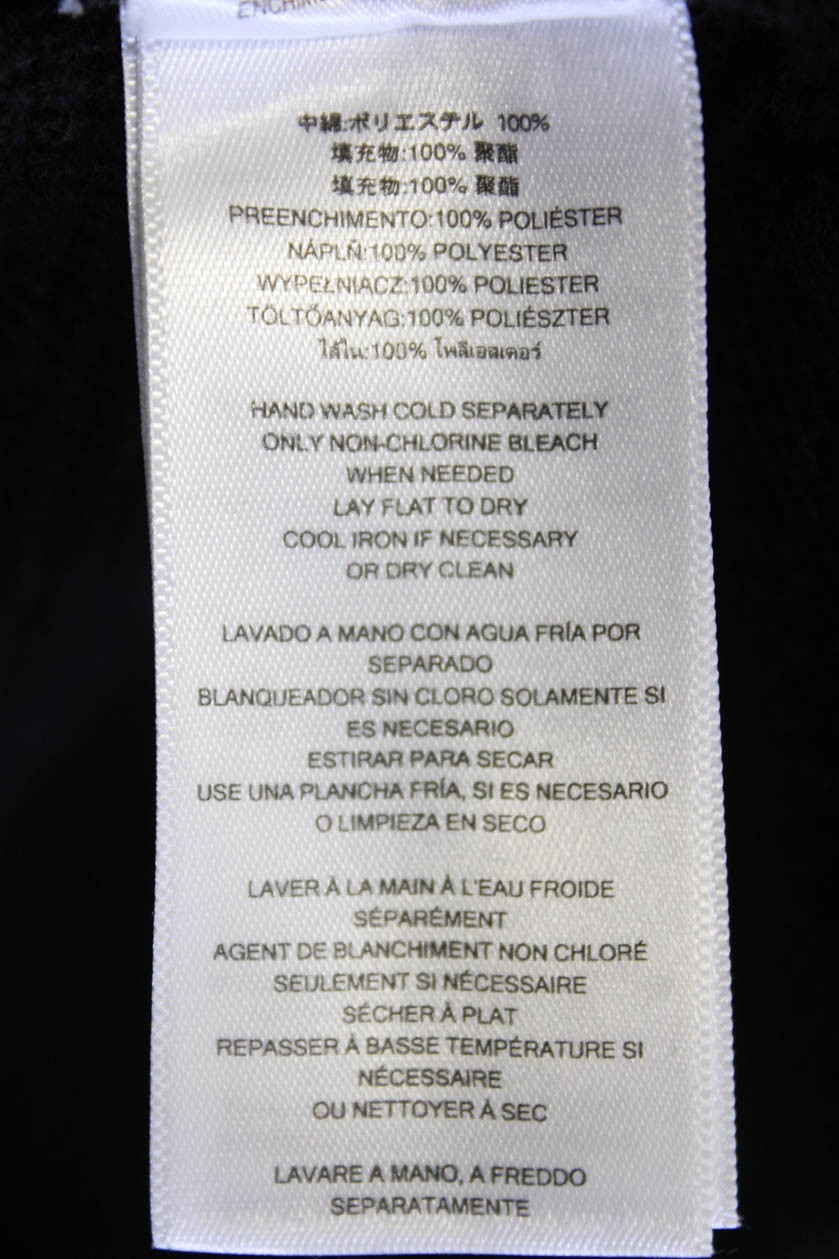 中綿:ポリエステル 100%
填充物:100% 聚酯
填充物:100% 聚酯
PREENCHIMENTO:100% POLIÉSTER
NÁPLŇ:100% POLYESTER
WYPEŁNIACZ:100% POLIESTER
TÖLTŐANYAG:100% POLIÉSZTER
ไส้ใน:100% โพลีเอสเตอร์
HAND WASH COLD SEPARATELY
ONLY NON-CHLORINE BLEACH
WHEN NEEDED
LAY FLAT TO DRY
COOL IRON IF NECESSARY
OR DRY CLEAN
LAVADO A MANO CON AGUA FRÍA POR
SEPARADO
BLANQUEADOR SIN CLORO SOLAMENTE SI
ES NECESARIO
ESTIRAR PARA SECAR
USE UNA PLANCHA FRÍA, SI ES NECESARIO
O LIMPIEZA EN SECO
LAVER À LA MAIN À L'EAU FROIDE
SÉPARÉMENT
AGENT DE BLANCHIMENT NON CHLORÉ
SEULEMENT SI NÉCESSAIRE
SÉCHER À PLAT
REPASSER À BASSE TEMPÉRATURE SI
NÉCESSAIRE
OU NETTOYER À SEC
LAVARE A MANO, A FREDDO
SEPARATAMENTE